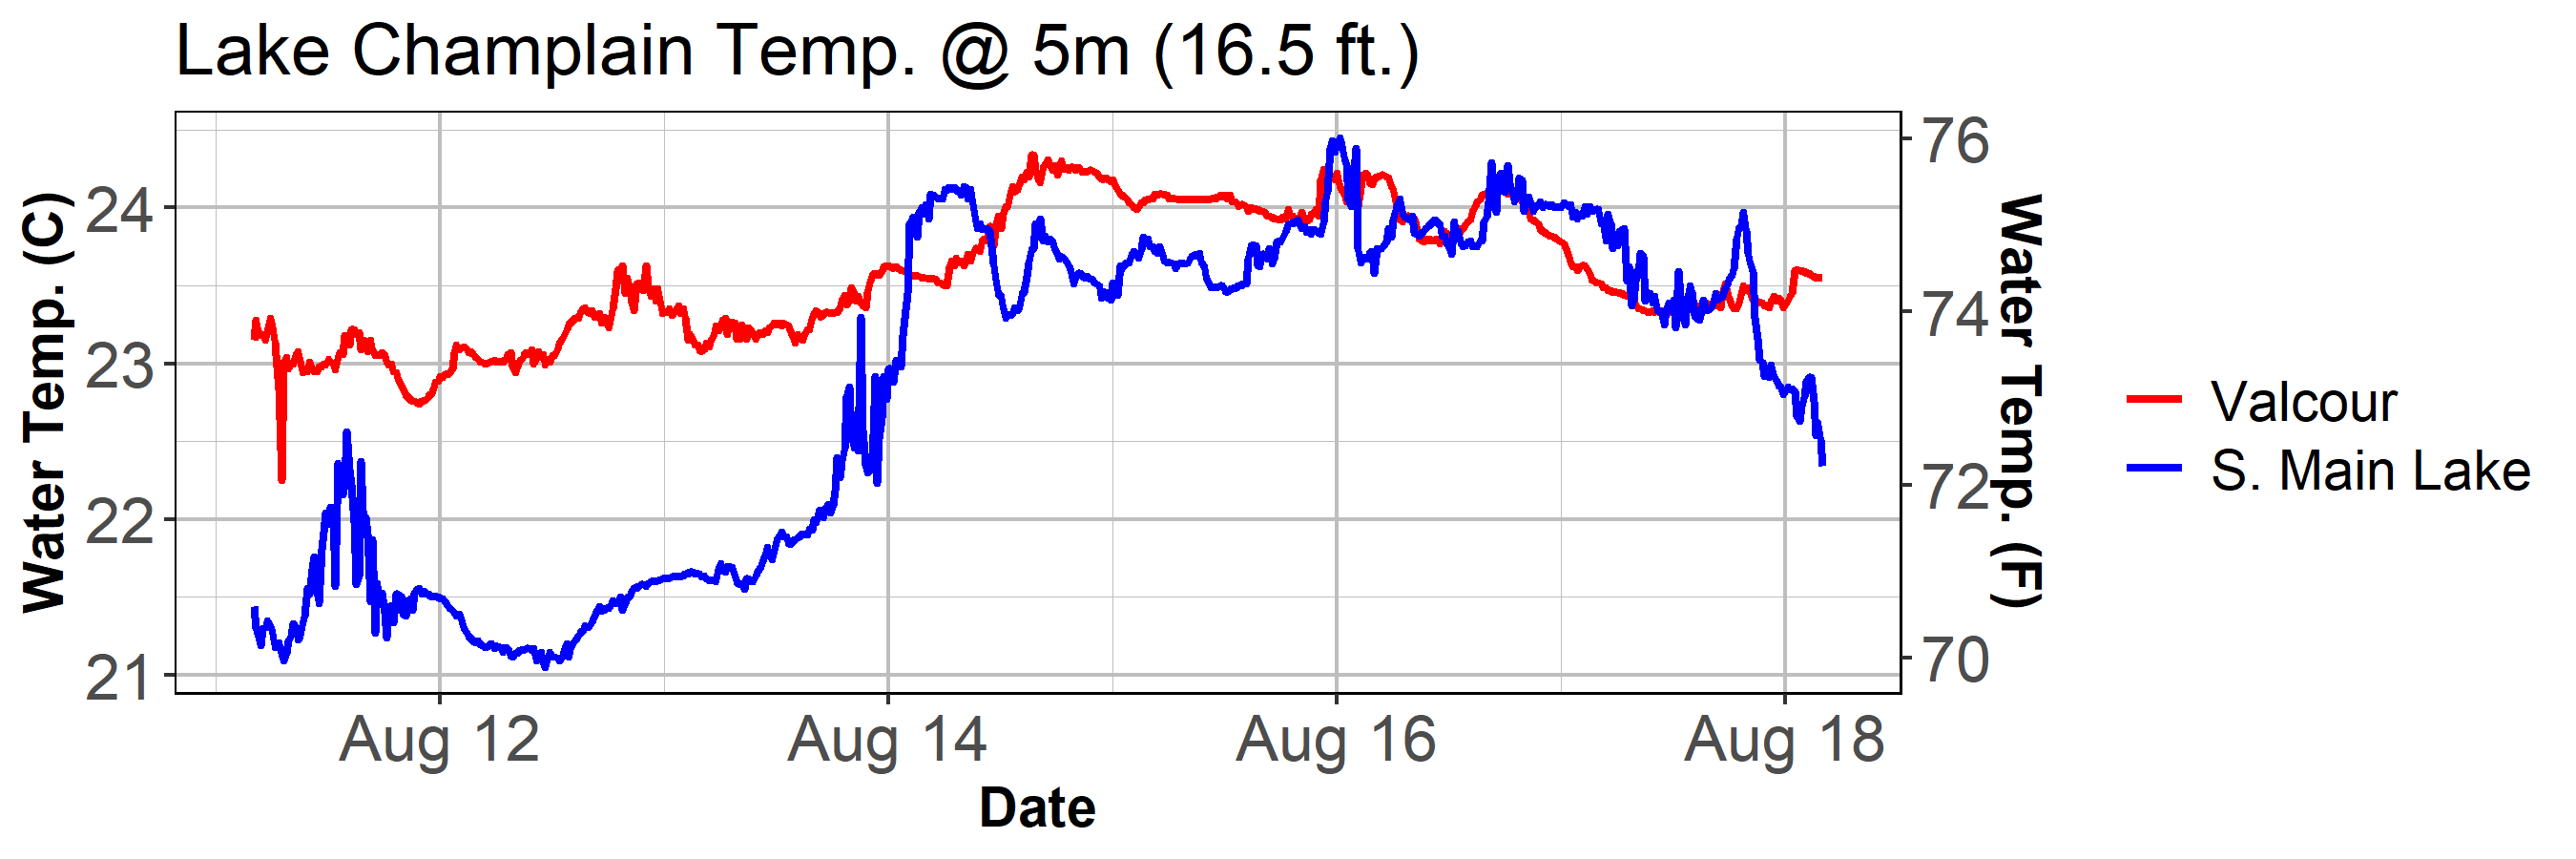 Lake Champlain Temp. @ 5m (16.5 ft.)
Water Temp. (C)
24
23
22
21
76
74
72
70
Water Temp. (F)
Aug 12
Aug 14
Aug 16
Aug 18
Date
Valcour
S. Main Lake